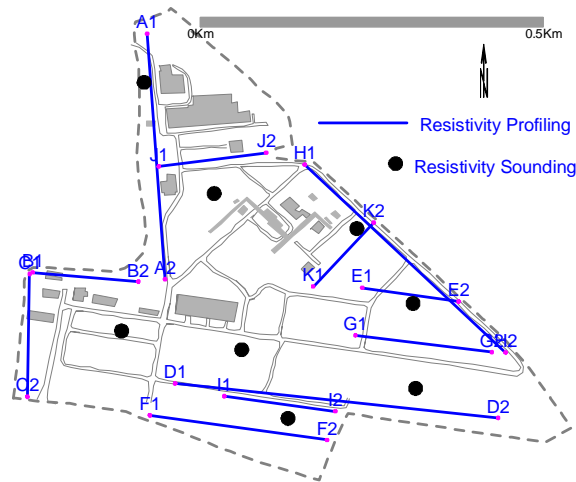 A1
0Km
0.5Km
N
Resistivity Profiling
J1
J2
H1
Resistivity Sounding
K2
C1
B1
B2
A2
K1
E1
E2
G1
G2
H2
D1
I1
I2
C2
F1
D2
F2